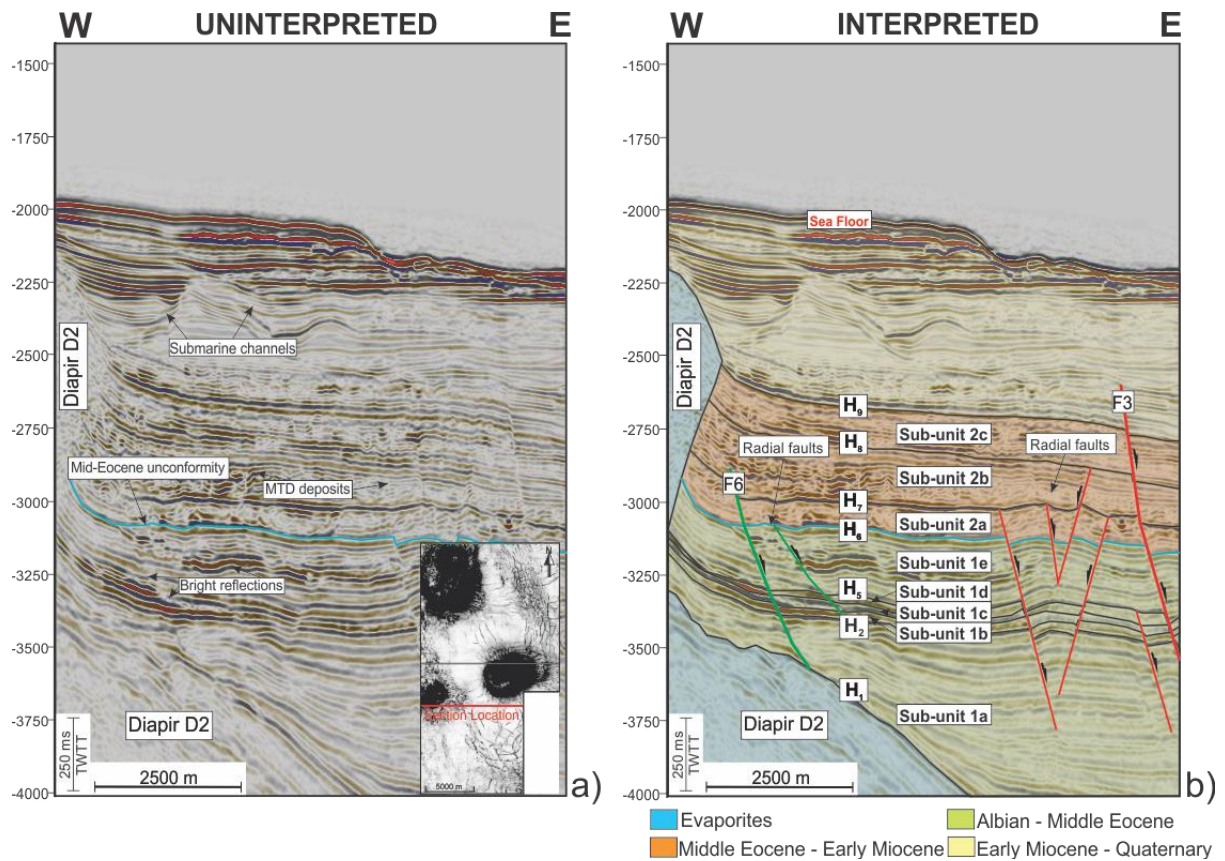 W UNINTERPRETED E
-1500
-1750
-2000
-2250
-2500
-2750
-3000
-3250
-3500
-3750
-4000
Submarine channels
Diapir D2
Mid-Eocene unconformity
MTD deposits
Bright reflections
Diapir D2
250 ms
TWTT
2500 m
N
Section Location
5000 m
a)
W INTERPRETED E
-1500
-1750
-2000
-2250
-2500
-2750
-3000
-3250
-3500
-3750
-4000
Sea Floor
Diapir D2
H9
F3
Sub-unit 2c
Radial faults
H8
Radial faults
Sub-unit 2b
F6
H7
Sub-unit 2a
H6
Sub-unit 1e
H5
Sub-unit 1d
Sub-unit 1c
H2
Sub-unit 1b
H1
Sub-unit 1a
Diapir D2
250 ms
TWTT
2500 m
b)
Evaporites
Albian - Middle Eocene
Middle Eocene - Early Miocene
Early Miocene - Quaternary